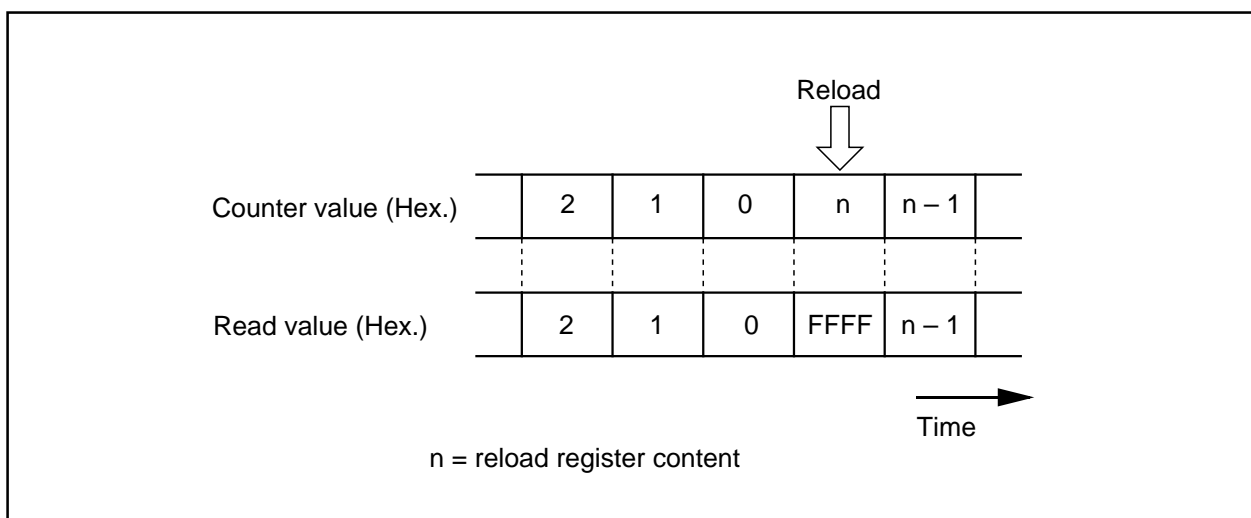 Reload
Counter value (Hex.) 2 1 0 n n – 1
Read value (Hex.) 2 1 0 FFFF n – 1
Time
n = reload register content